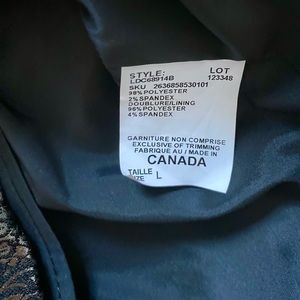 STYLE: LOT
LDC68914B 123348
SKU 2636858530101
98%POLYESTER
2%SPANDEX
DOUBLURE/LINING
96%POLYESTER
4%SPANDEX
GARNITURE NON COMPRISE
EXCLUSIVE OF TRIMMING
FABRIQUE AU / MADE IN
CANADA
TAILLE
SIZE L